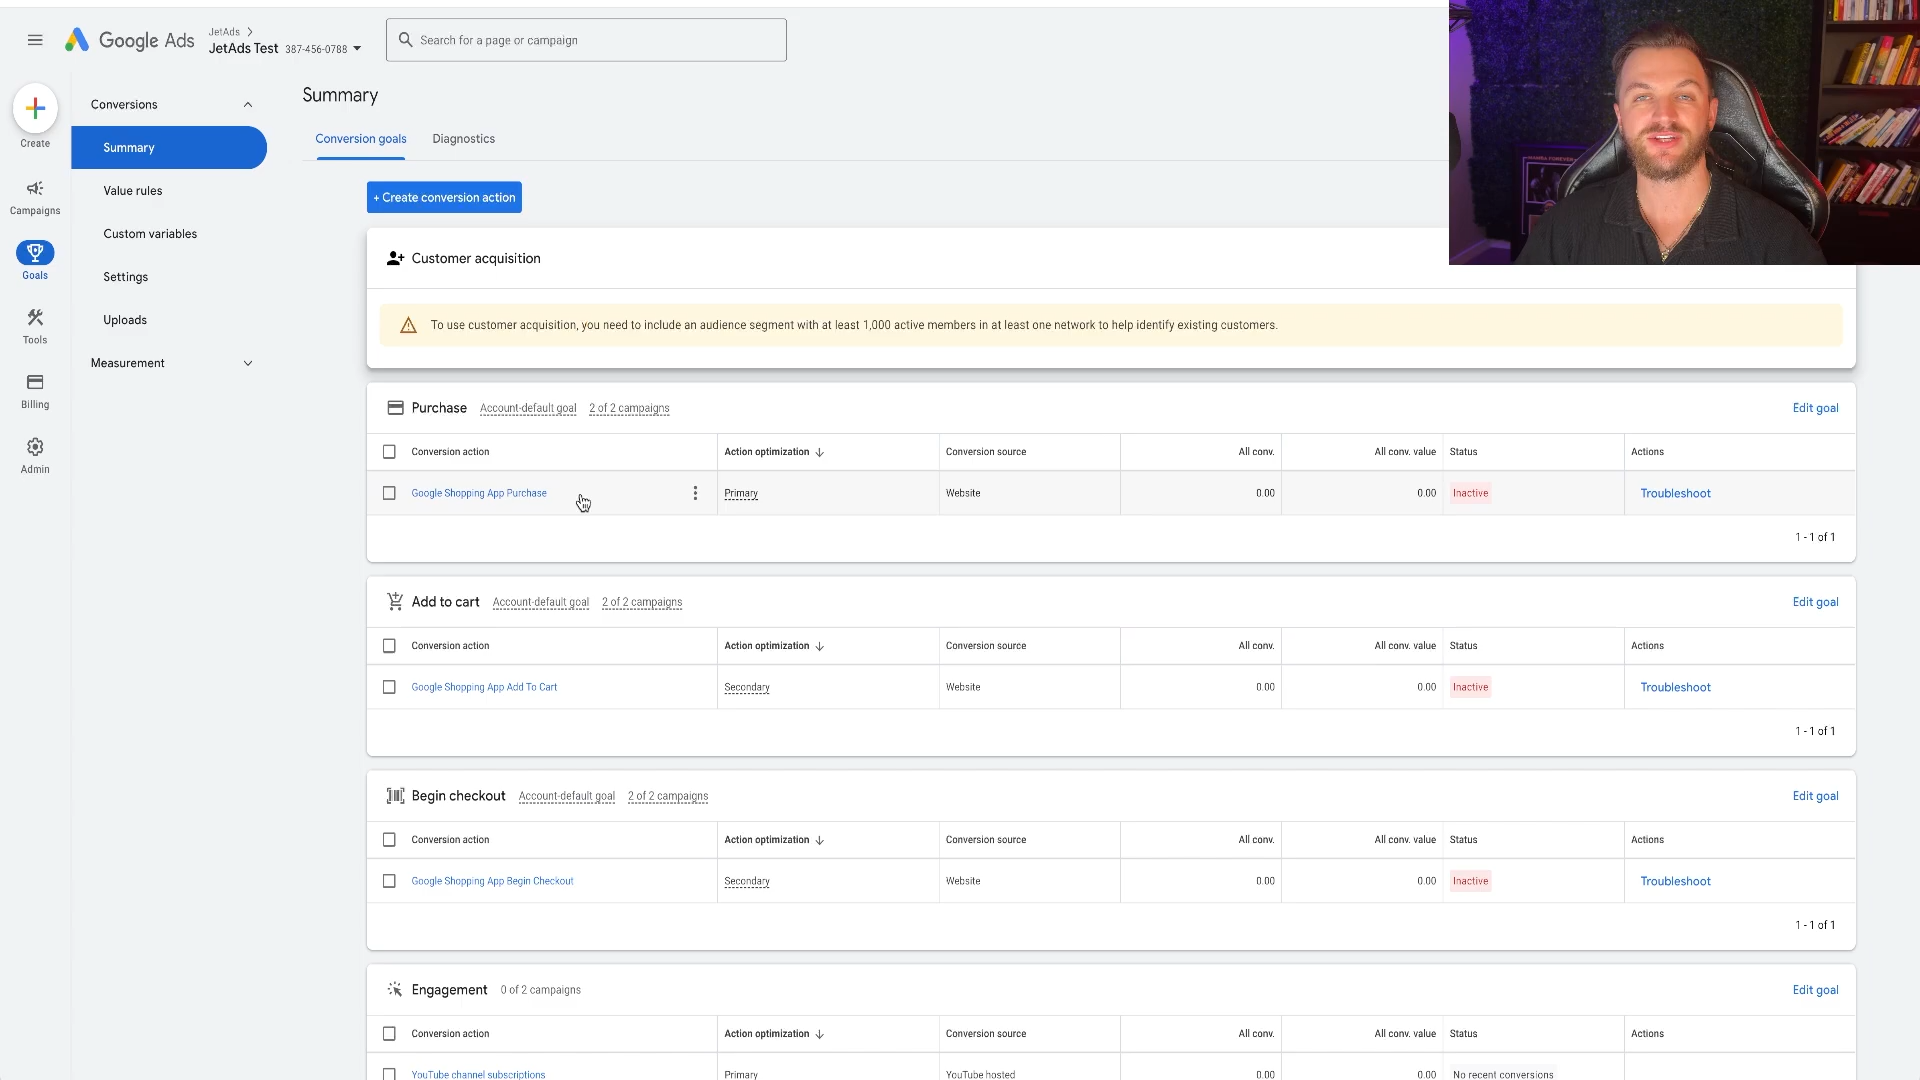 Google Ads
JetAds
JetAds Test 387-456-0788
Search for a page or campaign
Create
Campaigns
Goals
Tools
Billing
Admin
Conversions
Summary
Value rules
Custom variables
Settings
Uploads
Measurement
Summary
Conversion goals Diagnostics
+ Create conversion action
Customer acquisition
To use customer acquisition, you need to include an audience segment with at least 1,000 active members in at least one network to help identify existing customers.
Purchase Account-default goal 2 of 2 campaigns Edit goal
Conversion action Action optimization Conversion source All conv. All conv. value Status Actions
Google Shopping App Purchase Primary Website 0.00 0.00 Inactive Troubleshoot
1 - 1 of 1
Add to cart Account-default goal 2 of 2 campaigns Edit goal
Conversion action Action optimization Conversion source All conv. All conv. value Status Actions
Google Shopping App Add To Cart Secondary Website 0.00 0.00 Inactive Troubleshoot
1 - 1 of 1
Begin checkout Account-default goal 2 of 2 campaigns Edit goal
Conversion action Action optimization Conversion source All conv. All conv. value Status Actions
Google Shopping App Begin Checkout Secondary Website 0.00 0.00 Inactive Troubleshoot
1 - 1 of 1
Engagement 0 of 2 campaigns Edit goal
Conversion action Action optimization Conversion source All conv. All conv. value Status Actions
YouTube channel subscriptions Primary YouTube hosted 0.00 0.00 No recent conversions